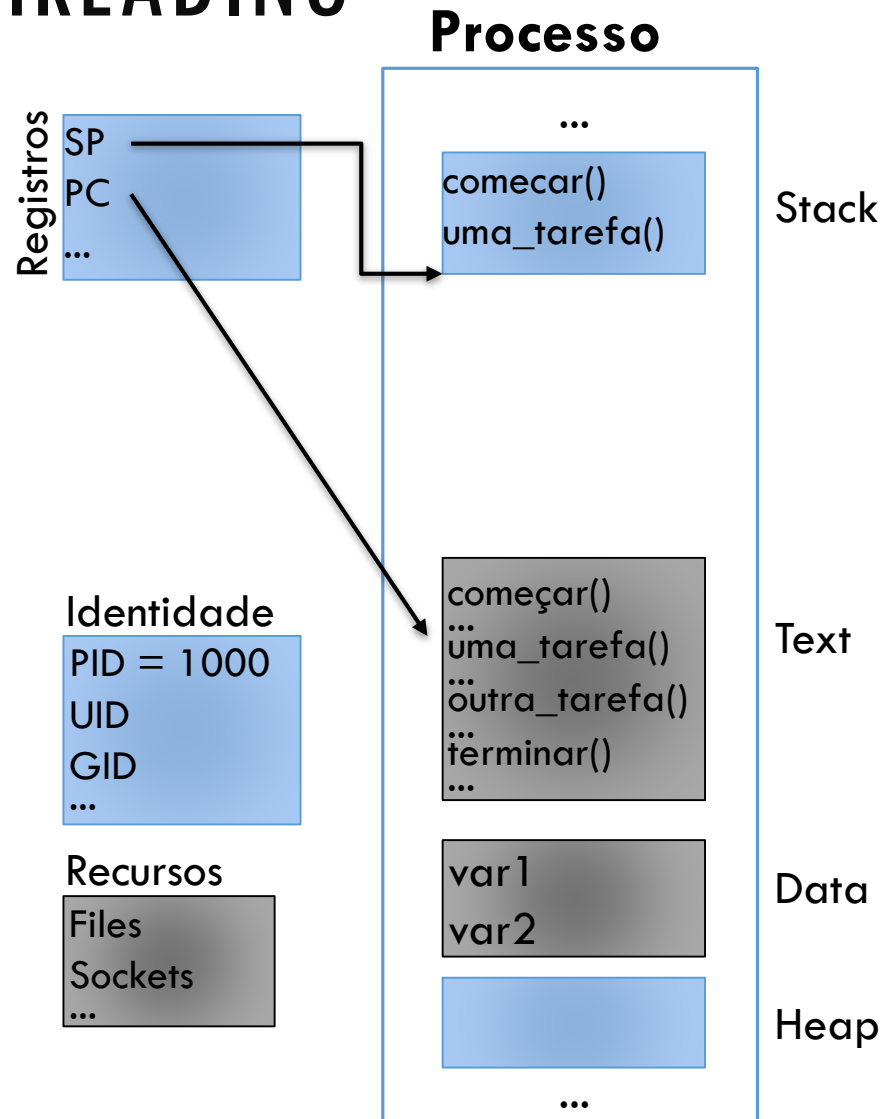 Processo
Registros
SP
PC
...
...
comecar()
uma_tarefa()
Stack
Identidade
PID = 1000
UID
GID
...
Recursos
Files
Sockets
...
começar()
...
uma_tarefa()
...
outra_tarefa()
...
terminar()
...
Text
var1
var2
Data
Heap
...